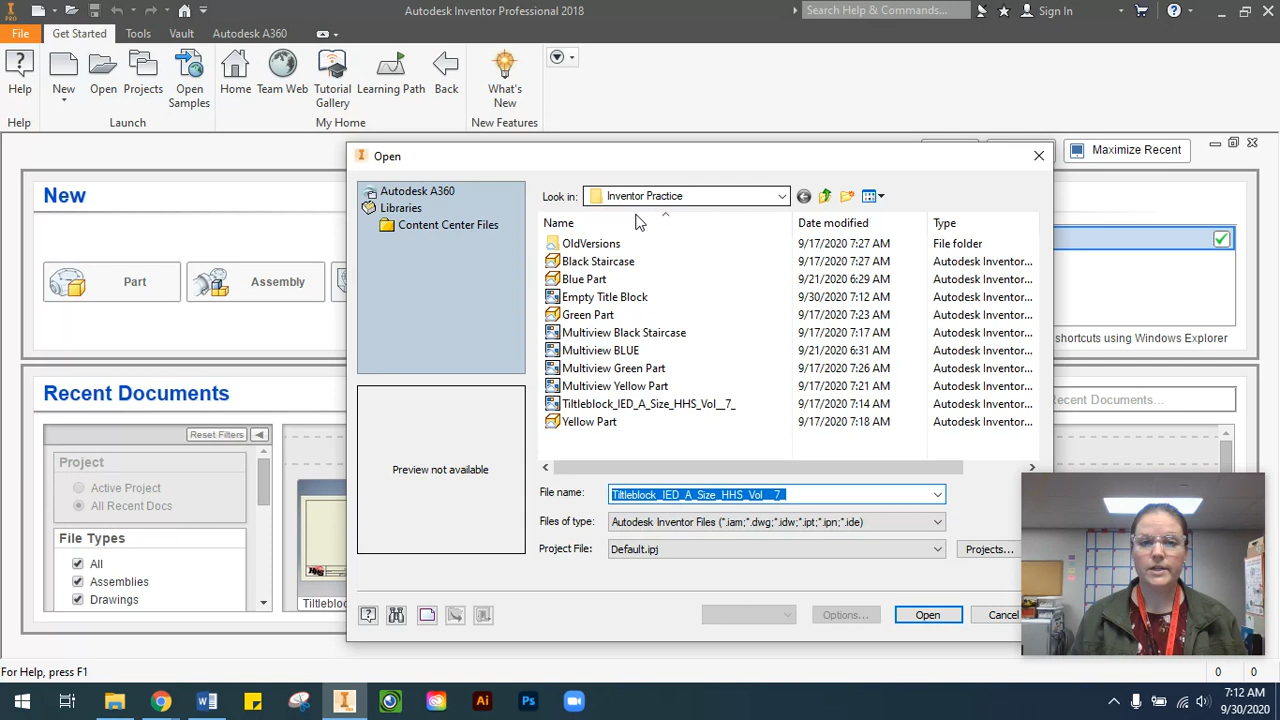 PRO
Autodesk Inventor Professional 2018
Search Help & Commands...
Sign In
File
Get Started
Tools
Vault
Autodesk A360
Help
New
Open
Projects
Open Samples
Home
Team Web
Tutorial Gallery
Learning Path
Back
What's New
Help
Launch
My Home
New Features
Maximize Recent
New
Part
Assembly
shortcuts using Windows Explorer
Recent Documents
Reset Filters
Project
Active Project
All Recent Docs
File Types
All
Assemblies
Drawings
Recent Documents...
Open
Autodesk A360
Libraries
Content Center Files
Preview not available
Look in:
Inventor Practice
Name
Date modified
Type
OldVersions 9/17/2020 7:27 AM File folder
Black Staircase 9/17/2020 7:27 AM Autodesk Inventor...
Blue Part 9/21/2020 6:29 AM Autodesk Inventor...
Empty Title Block 9/30/2020 7:12 AM Autodesk Inventor...
Green Part 9/17/2020 7:23 AM Autodesk Inventor...
Multiview Black Staircase 9/17/2020 7:17 AM Autodesk Inventor...
Multiview BLUE 9/21/2020 6:31 AM Autodesk Inventor...
Multiview Green Part 9/17/2020 7:26 AM Autodesk Inventor...
Multiview Yellow Part 9/17/2020 7:21 AM Autodesk Inventor...
Tiltleblock_IED_A_Size_HHS_Vol__7_ 9/17/2020 7:14 AM Autodesk Inventor...
Yellow Part 9/17/2020 7:18 AM Autodesk Inventor...
File name: Tiltleblock_IED_A_Size_HHS_Vol__7_
Files of type: Autodesk Inventor Files (*.iam;*.dwg;*.idw;*.ipt;*.ipn;*.ide)
Project File: Default.ipj
Projects...
Options...
Open
Cancel
For Help, press F1
0 0
Ai
Ps
7:12 AM
9/30/2020